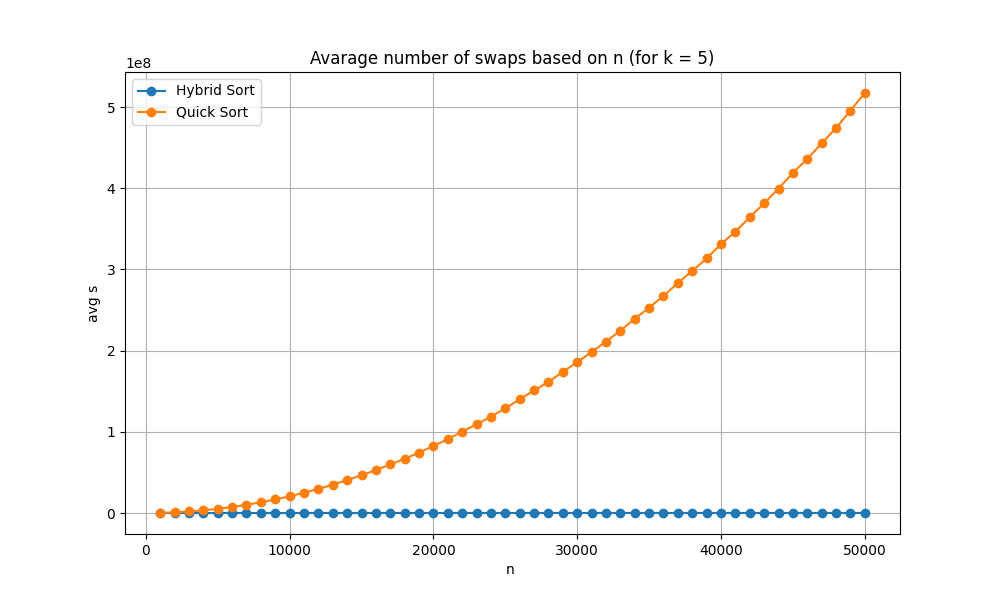 Avarage number of swaps based on n (for k = 5)
1e8
Hybrid Sort
Quick Sort
5
4
3
2
1
0
avg s
0 10000 20000 30000 40000 50000
n